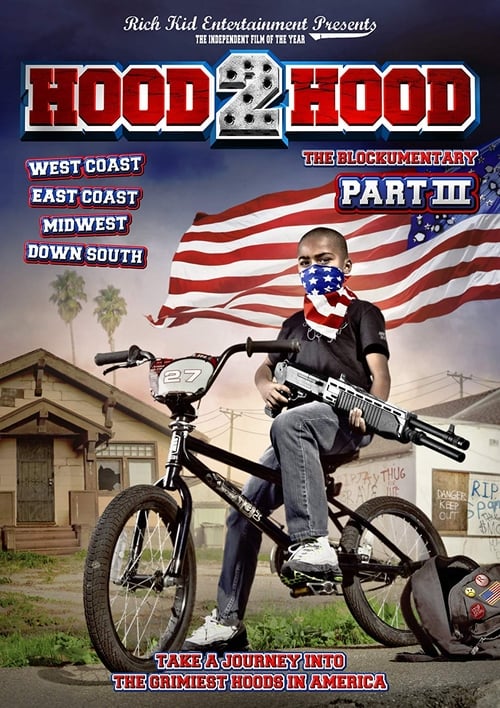 Rich Kid Entertainment Presents
THE INDEPENDENT FILM OF THE YEAR
HOOD 2 HOOD
THE BLOCKUMENTARY
PART III
WEST COAST
EAST COAST
MIDWEST
DOWN SOUTH
27
THUG
DANGER
KEEP
OUT
RIP
TAKE A JOURNEY INTO
THE GRIMIEST HOODS IN AMERICA